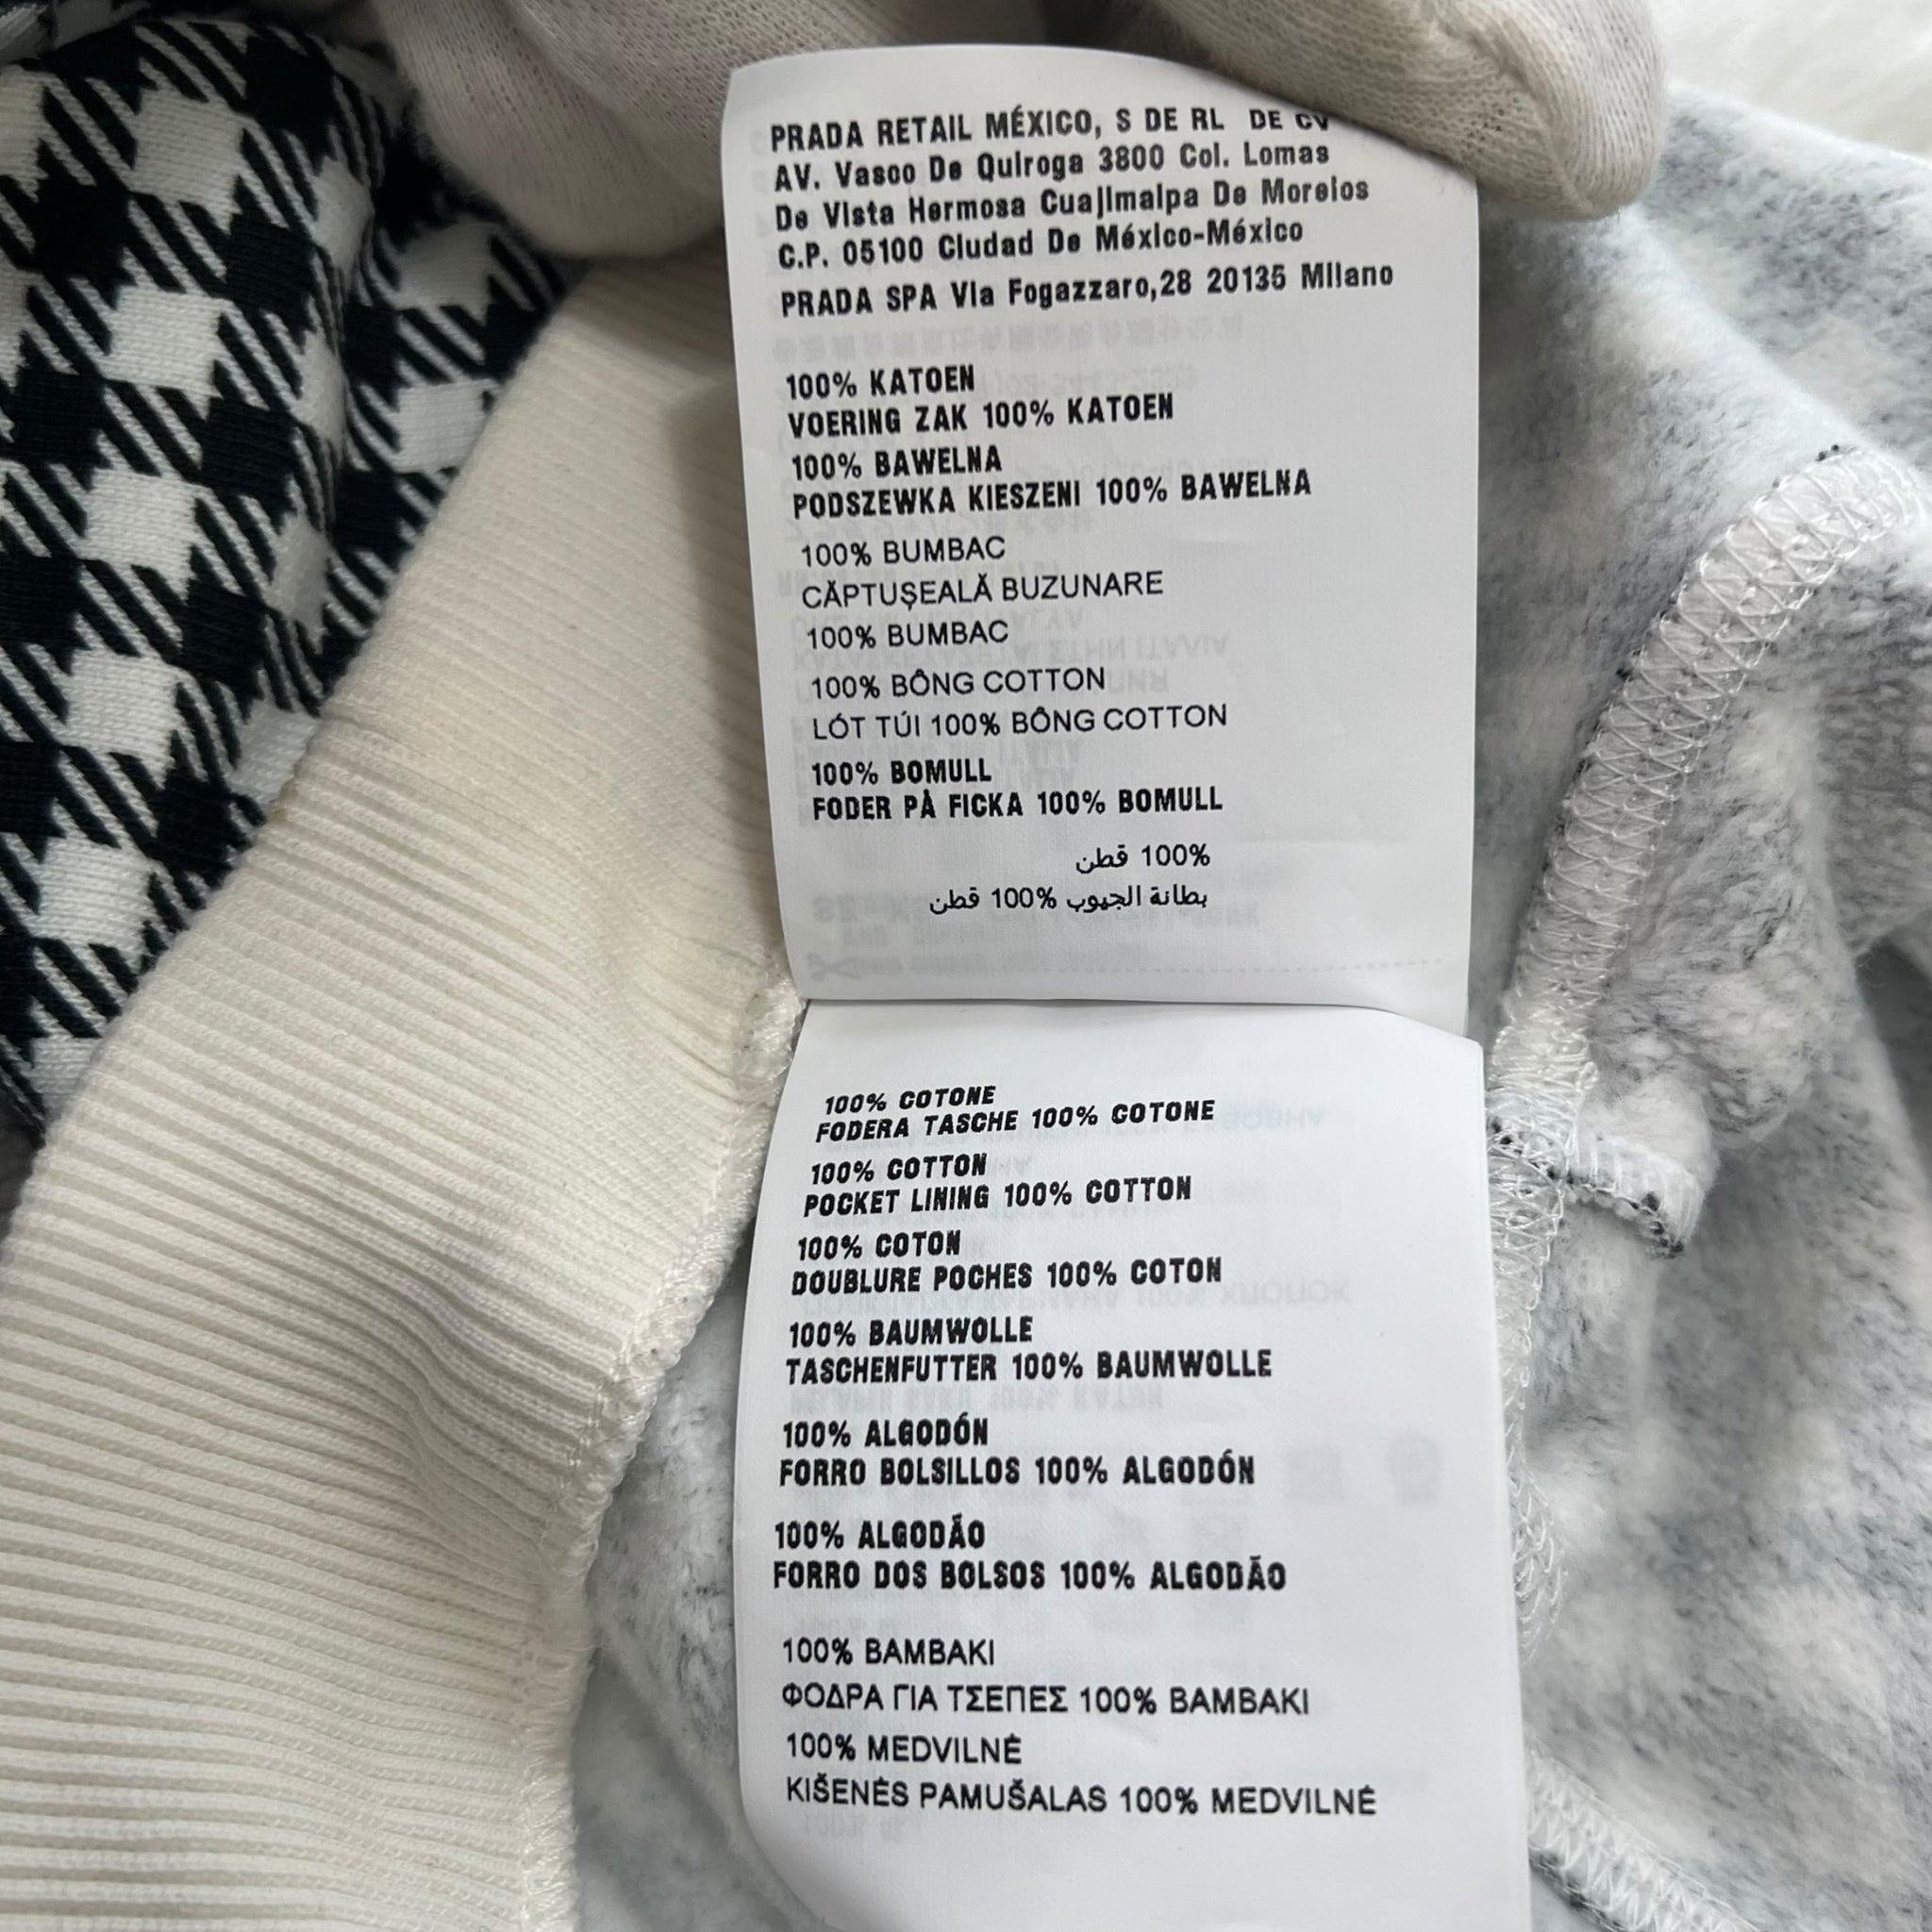 PRADA RETAIL MÉXICO, S DE RL DE CV
AV. Vasco De Quiroga 3800 Col. Lomas
De Vista Hermosa Cuajimalpa De Morelos
C.P. 05100 Ciudad De México-México
PRADA SPA Via Fogazzaro,28 20135 Milano
100% KATOEN
VOERING ZAK 100% KATOEN
100% BAWELNA
PODSZEWKA KIESZENI 100% BAWELNA
100% BUMBAC
CĂPTUŞEALĂ BUZUNARE
100% BUMBAC
100% BÔNG COTTON
LÓT TÚI 100% BÔNG COTTON
100% BOMULL
FODER PÅ FICKA 100% BOMULL
100% قطن
بطانة الجيوب 100% قطن
100% COTONE
FODERA TASCHE 100% COTONE
100% COTTON
POCKET LINING 100% COTTON
100% COTON
DOUBLURE POCHES 100% COTON
100% BAUMWOLLE
TASCHENFUTTER 100% BAUMWOLLE
100% ALGODÓN
FORRO BOLSILLOS 100% ALGODÓN
100% ALGODÃO
FORRO DOS BOLSOS 100% ALGODÃO
100% ΒΑΜΒΑΚΙ
ΦΟΔΡΑ ΓΙΑ ΤΣΕΠΕΣ 100% ΒΑΜΒΑΚΙ
100% MEDVILNĖ
KIŠENĖS PAMUŠALAS 100% MEDVILNĖ